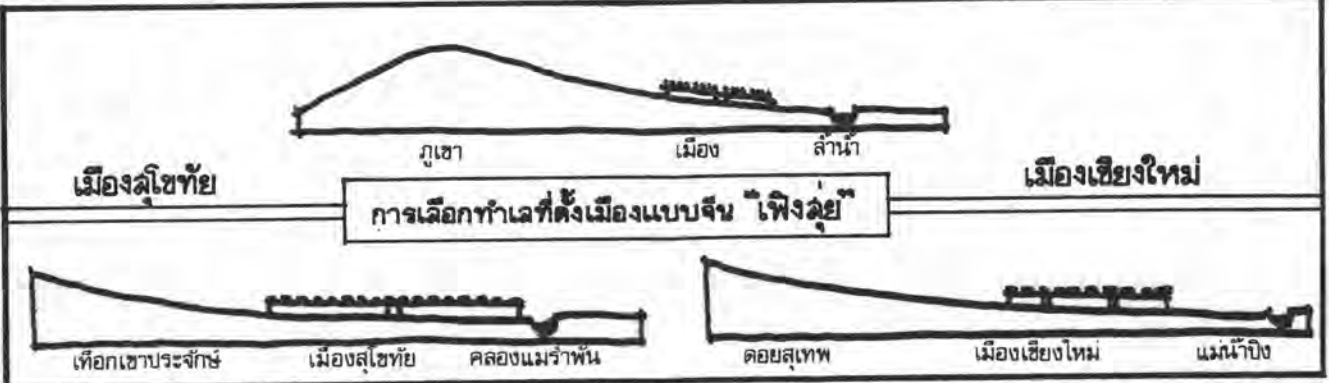 ภูเขา เมือง ลำน้ำ
เมืองสุโขทัย
เมืองเชียงใหม่
การเลือกทำเลที่ตั้งเมืองแบบจีน "เฟิงสุ่ย"
เทือกเขาประจักษ์ เมืองสุโขทัย คลองแม่รำพัน
ดอยสุเทพ เมืองเชียงใหม่ แม่น้ำปิง